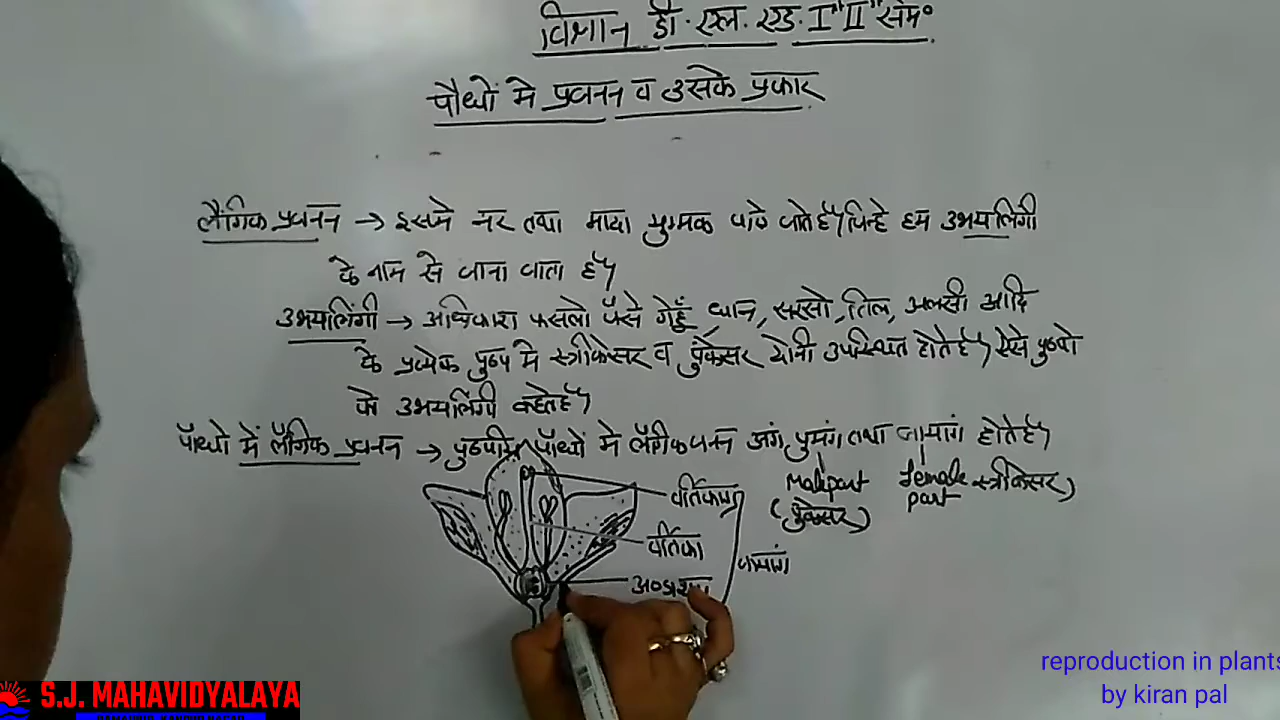 विज्ञान डी.एल.एड. I" II" सेम०
पौधों मे प्रजनन व उसके प्रकार
लैंगिक प्रजनन → इसमे नर तथा मादा युग्मक पाये जाते हैं। जिन्हे हम उभयलिंगी
के नाम से जाना जाता है।
उभयलिंगी → अधिकांश फसलो जैसे गेहूँ, धान, सरसो, तिल, अलसी आदि
के प्रत्येक पुष्प मे स्त्रीकेसर व पुंकेसर दोनो उपस्थित होते है। ऐसे पुष्पो
को उभयलिंगी कहते है।
पौधो में लैंगिक प्रजनन → पुष्पीय पौधों मे लैंगिक जनन अंग पुमंग तथा जायांग होते है।
Male part
(पुंकेसर)
female स्त्रीकेसर)
part
वर्तिकाग्र
वर्तिका
अण्डाशय
जायांग
reproduction in plants
by kiran pal
S.J. MAHAVIDYALAYA